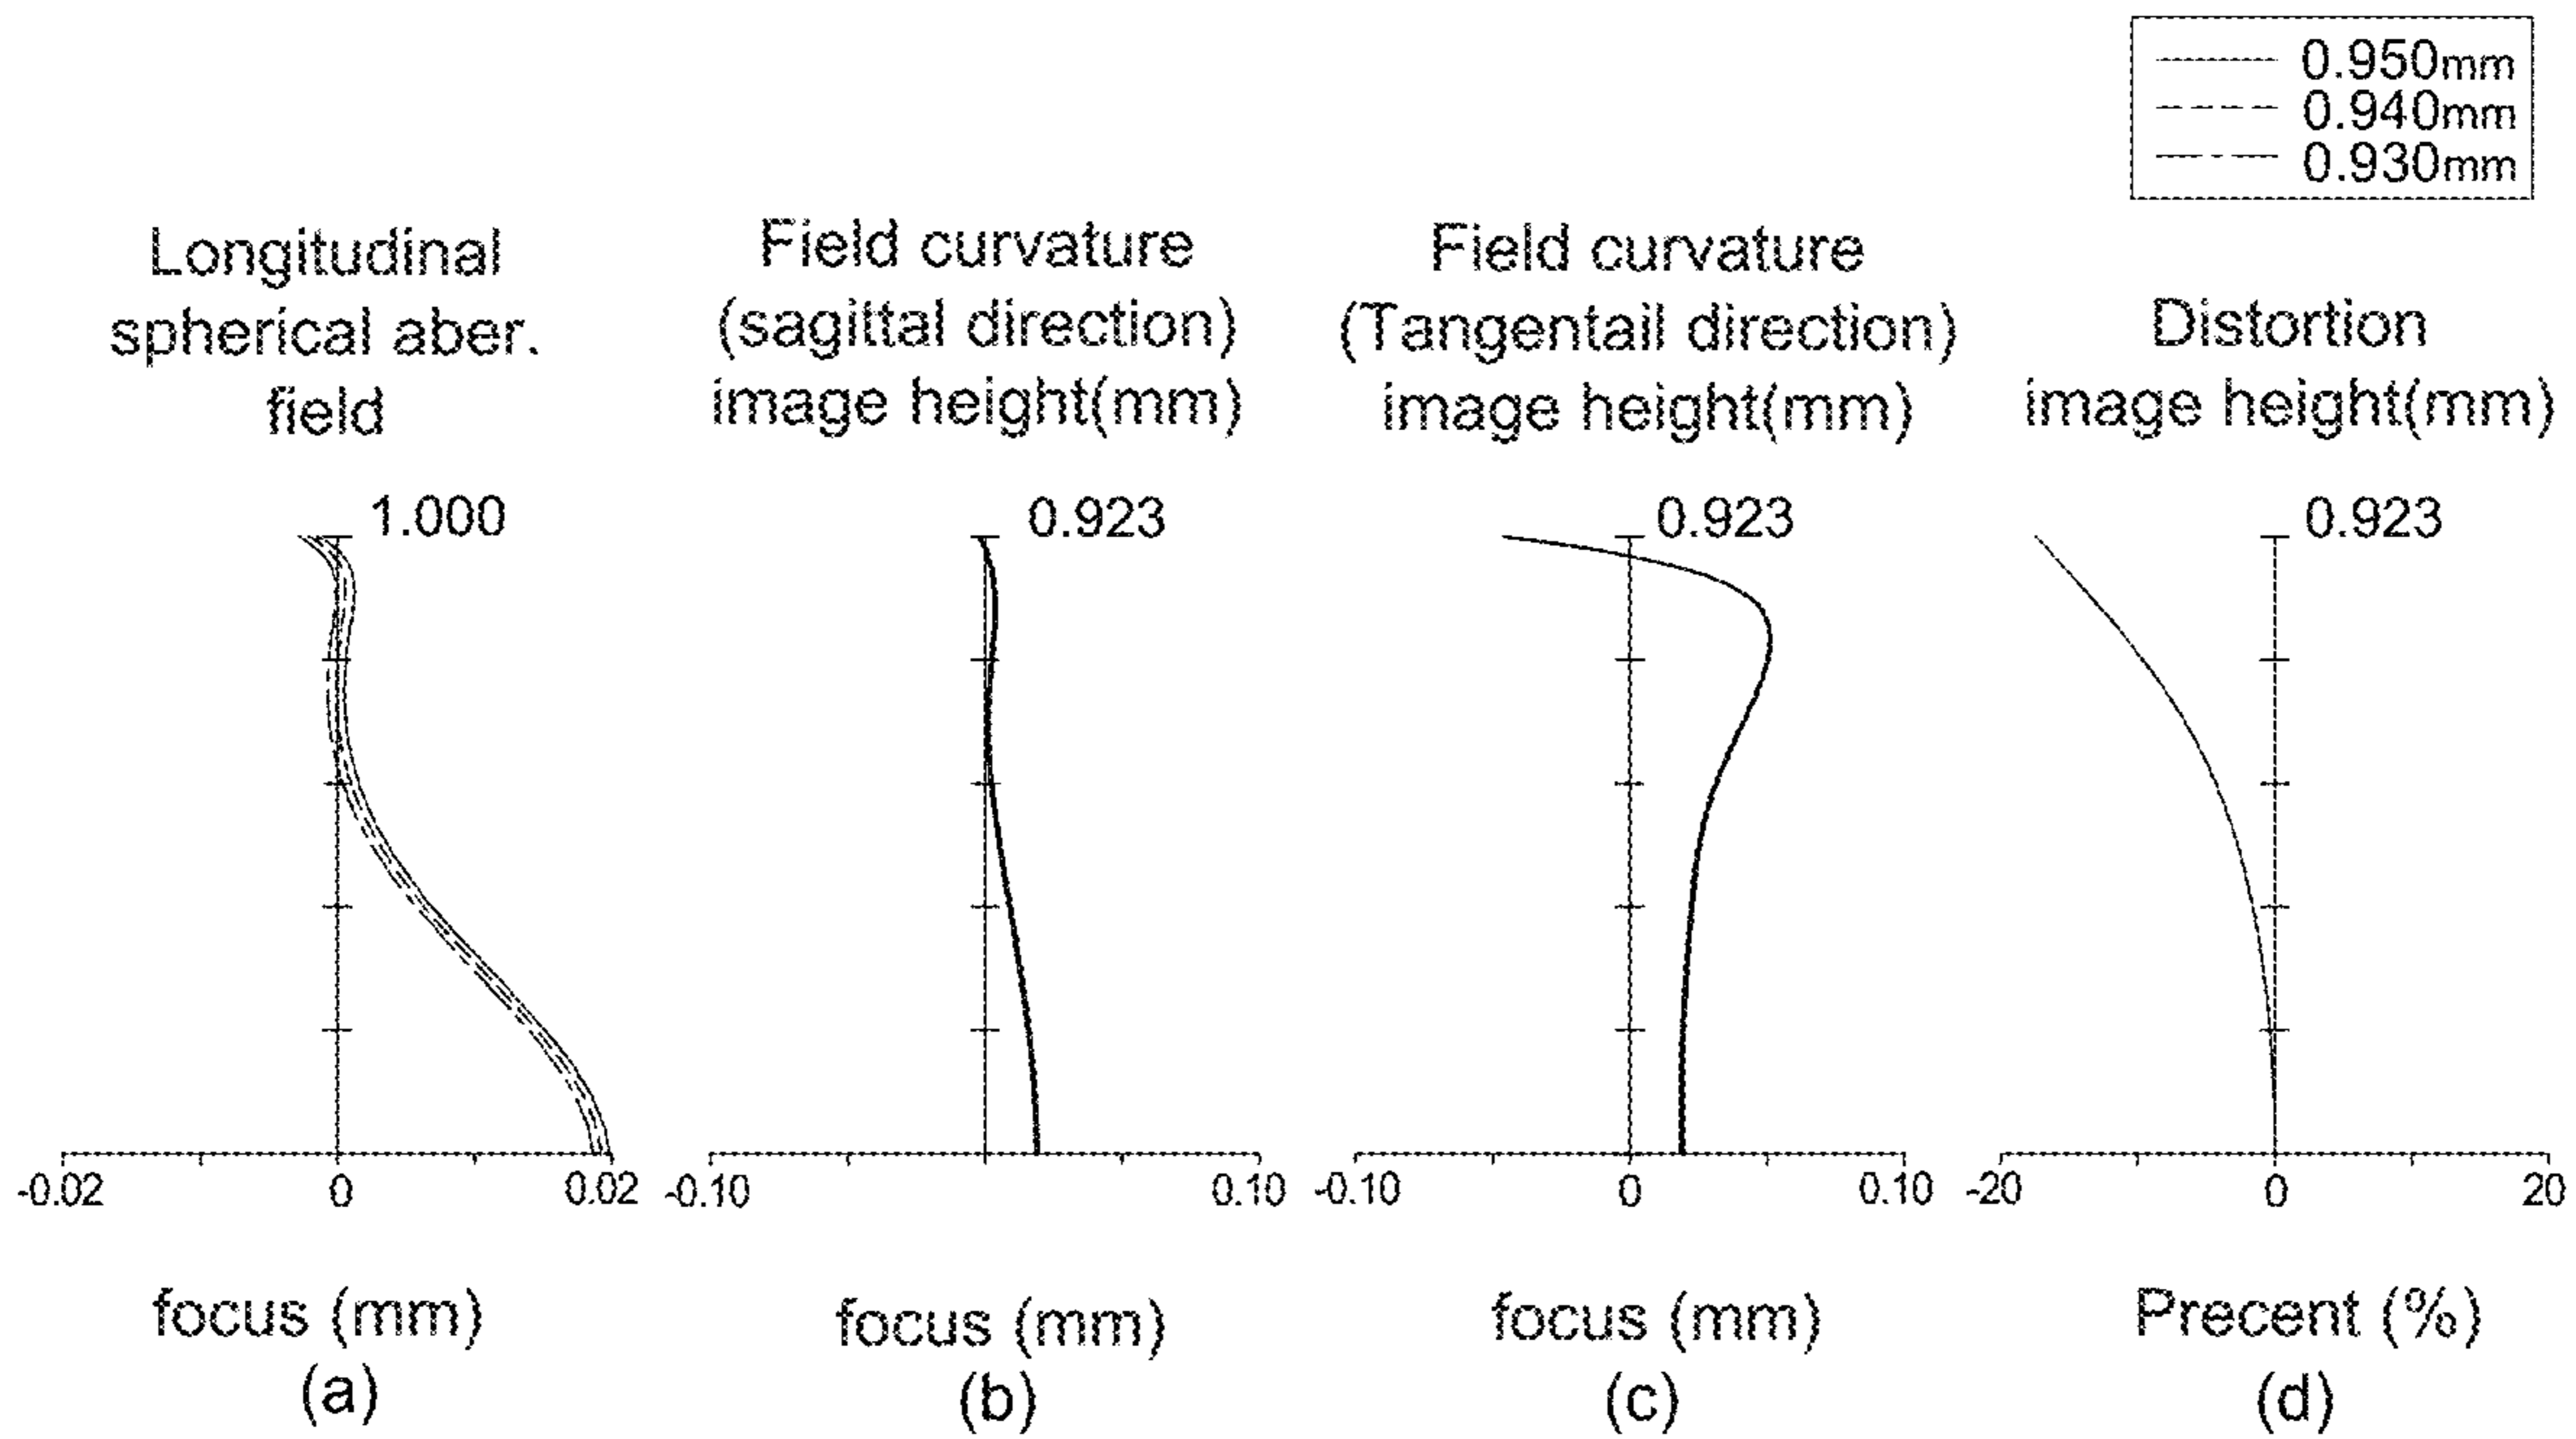 0.950mm
0.940mm
0.930mm
Longitudinal
spherical aber.
field
Field curvature
(sagittal direction)
image height(mm)
Field curvature
(Tangentail direction)
image height(mm)
Distortion
image height(mm)
1.000
0.923
0.923
0.923
-0.02
0
0.02
-0.10
0.10
-0.10
0
0.10
-20
0
20
focus (mm)
(a)
focus (mm)
(b)
focus (mm)
(c)
Precent (%)
(d)